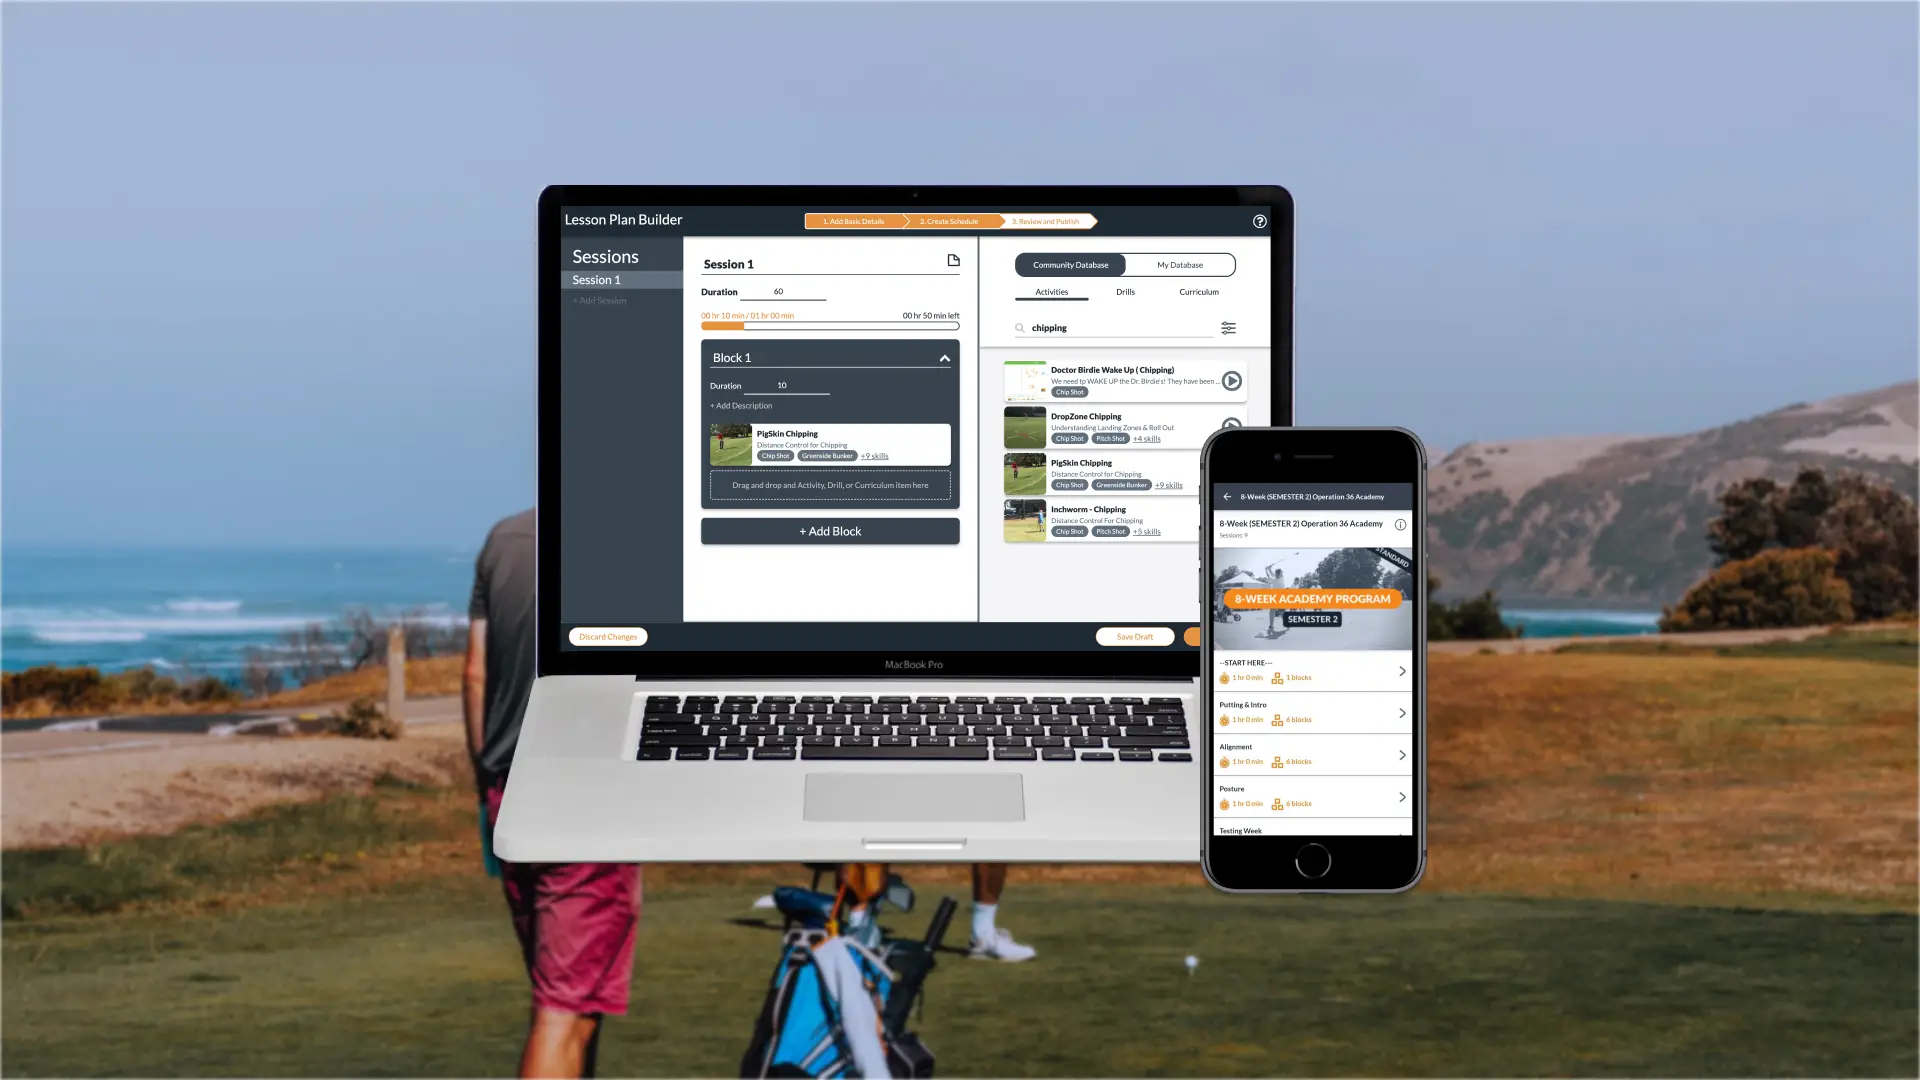 Lesson Plan Builder
1. Add Basic Details
2. Create Schedule
3. Review and Publish
Sessions
Session 1
+ Add Session
Session 1
Duration 60
00 hr 10 min / 01 hr 00 min
00 hr 50 min left
Block 1
Duration 10
+ Add Description
PigSkin Chipping
Distance Control for Chipping
Chip Shot Greenside Bunker +9 skills
Drag and drop and Activity, Drill, or Curriculum item here
+ Add Block
Community Database
My Database
Activities
Drills
Curriculum
chipping
Doctor Birdie Wake Up ( Chipping)
We need tp WAKE UP the Dr. Birdie's! They have been ...
Chip Shot
DropZone Chipping
Understanding Landing Zones & Roll Out
Chip Shot Pitch Shot +4 skills
PigSkin Chipping
Distance Control for Chipping
Chip Shot Greenside Bunker +9 skills
Inchworm - Chipping
Distance Control For Chipping
Chip Shot Pitch Shot +5 skills
Discard Changes
Save Draft
MacBook Pro
8-Week (SEMESTER 2) Operation 36 Academy
8-Week (SEMESTER 2) Operation 36 Academy
Sessions: 9
STANDARD
8-WEEK ACADEMY PROGRAM
SEMESTER 2
--START HERE---
1 hr 0 min 1 blocks
Putting & Intro
1 hr 0 min 6 blocks
Alignment
1 hr 0 min 6 blocks
Posture
1 hr 0 min 6 blocks
Testing Week